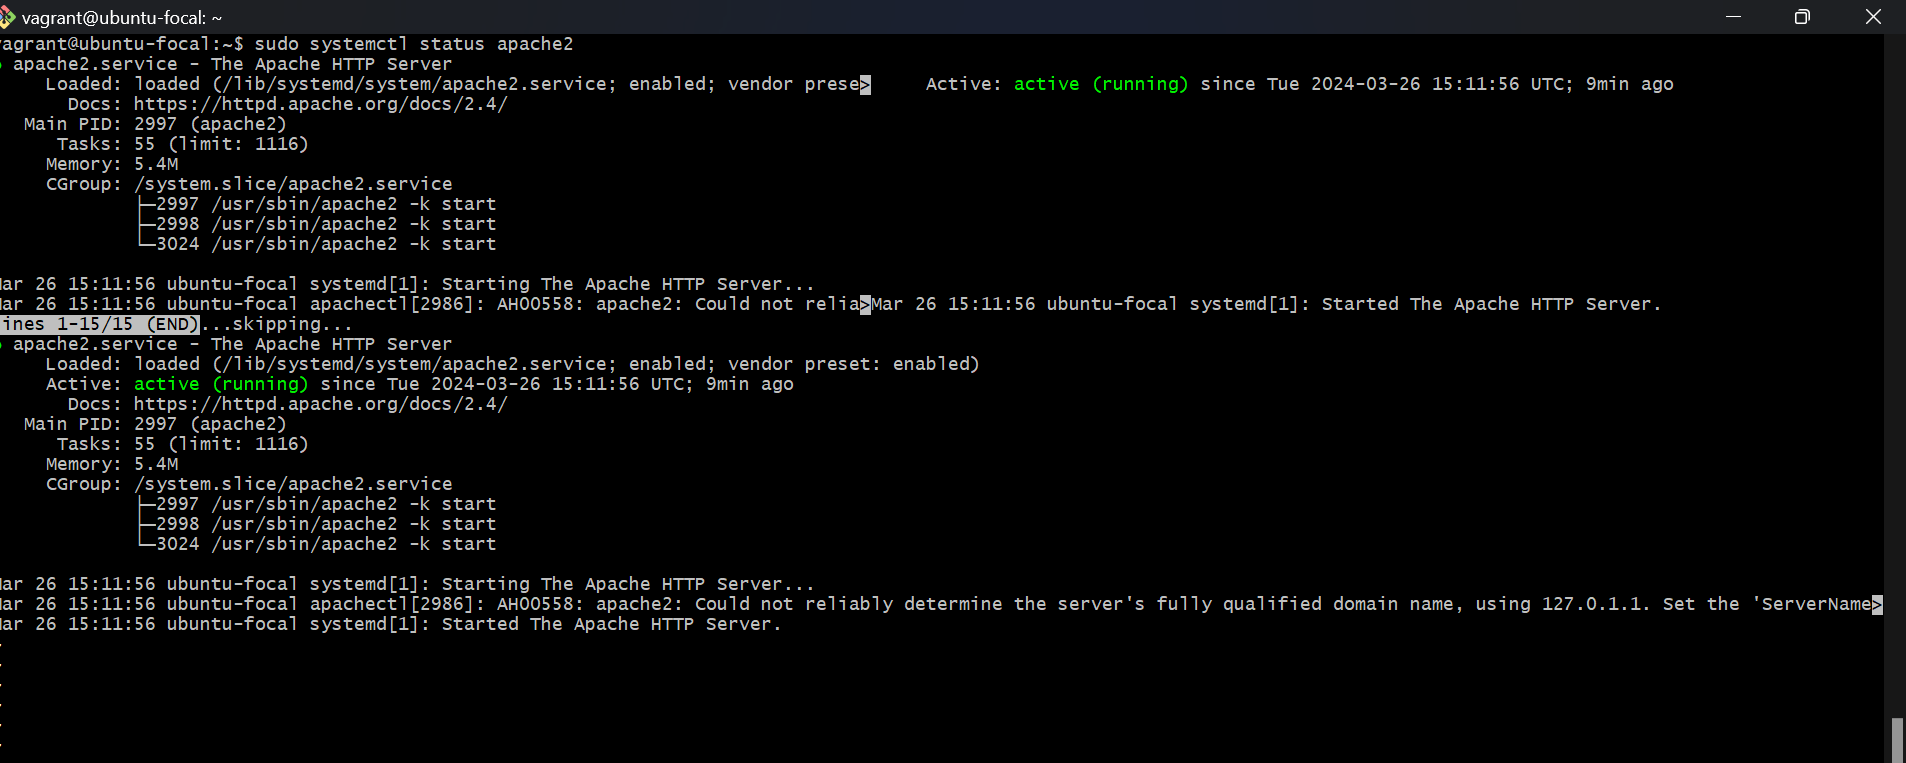 vagrant@ubuntu-focal: ~
agrant@ubuntu-focal:~$ sudo systemctl status apache2
apache2.service - The Apache HTTP Server
Loaded: loaded (/lib/systemd/system/apache2.service; enabled; vendor prese>     Active: active (running) since Tue 2024-03-26 15:11:56 UTC; 9min ago
Docs: https://httpd.apache.org/docs/2.4/
Main PID: 2997 (apache2)
Tasks: 55 (limit: 1116)
Memory: 5.4M
CGroup: /system.slice/apache2.service
├─2997 /usr/sbin/apache2 -k start
├─2998 /usr/sbin/apache2 -k start
└─3024 /usr/sbin/apache2 -k start
ar 26 15:11:56 ubuntu-focal systemd[1]: Starting The Apache HTTP Server...
ar 26 15:11:56 ubuntu-focal apachectl[2986]: AH00558: apache2: Could not relia>Mar 26 15:11:56 ubuntu-focal systemd[1]: Started The Apache HTTP Server.
ines 1-15/15 (END)...skipping...
apache2.service - The Apache HTTP Server
Loaded: loaded (/lib/systemd/system/apache2.service; enabled; vendor preset: enabled)
Active: active (running) since Tue 2024-03-26 15:11:56 UTC; 9min ago
Docs: https://httpd.apache.org/docs/2.4/
Main PID: 2997 (apache2)
Tasks: 55 (limit: 1116)
Memory: 5.4M
CGroup: /system.slice/apache2.service
├─2997 /usr/sbin/apache2 -k start
├─2998 /usr/sbin/apache2 -k start
└─3024 /usr/sbin/apache2 -k start
ar 26 15:11:56 ubuntu-focal systemd[1]: Starting The Apache HTTP Server...
ar 26 15:11:56 ubuntu-focal apachectl[2986]: AH00558: apache2: Could not reliably determine the server's fully qualified domain name, using 127.0.1.1. Set the 'ServerName>
ar 26 15:11:56 ubuntu-focal systemd[1]: Started The Apache HTTP Server.